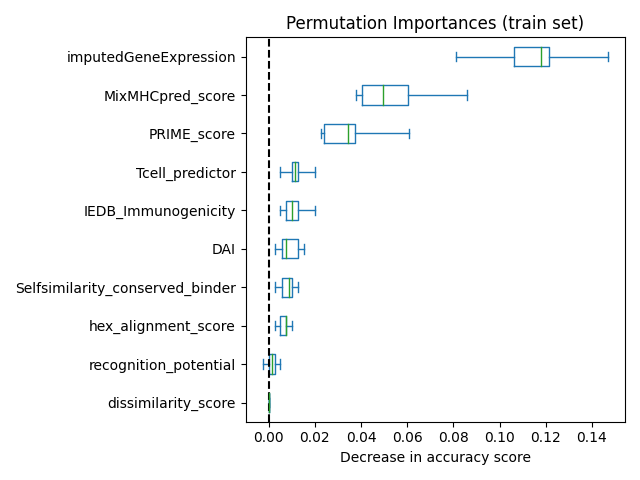 Permutation Importances (train set)
imputedGeneExpression
MixMHCpred_score
PRIME_score
Tcell_predictor
IEDB_Immunogenicity
DAI
Selfsimilarity_conserved_binder
hex_alignment_score
recognition_potential
dissimilarity_score
0.00 0.02 0.04 0.06 0.08 0.10 0.12 0.14
Decrease in accuracy score